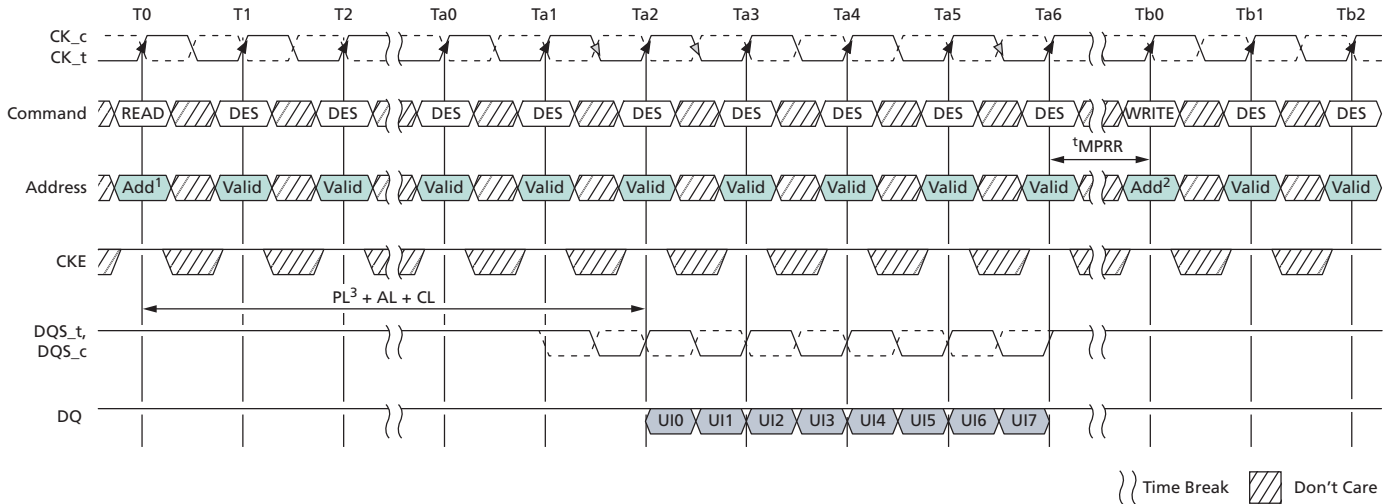 T0 T1 T2 Ta0 Ta1 Ta2 Ta3 Ta4 Ta5 Ta6 Tb0 Tb1 Tb2
CK_c
CK_t
Command READ DES DES DES DES DES DES DES DES DES WRITE DES DES
tMPRR
Address Add1 Valid Valid Valid Valid Valid Valid Valid Valid Valid Add2 Valid Valid
CKE
PL3 + AL + CL
DQS_t,
DQS_c
DQ UI0 UI1 UI2 UI3 UI4 UI5 UI6 UI7
Time Break Don't Care